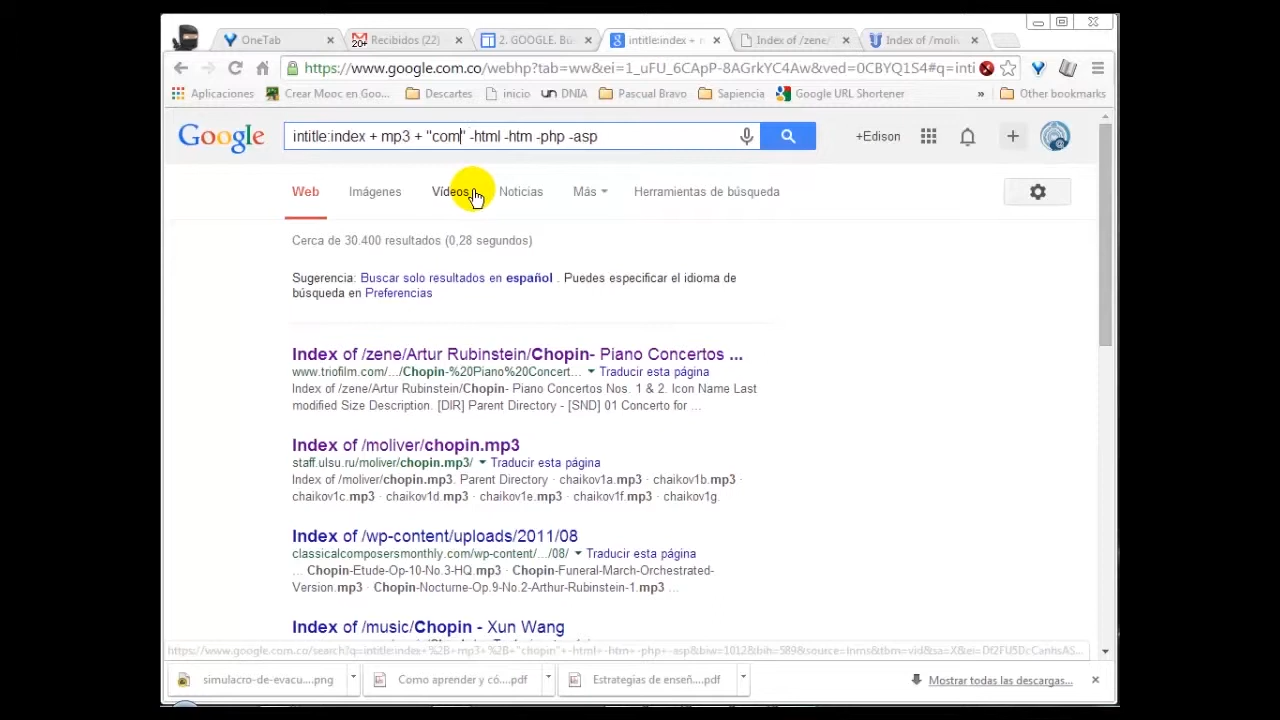 OneTab
20+
Recibidos (22)
2. GOOGLE. Bú
intitle:index + n
Index of /zene/
Index of /moliv
https://www.google.com.co/webhp?tab=ww&ei=1_uFU_6CApP-8AGrkYC4Aw&ved=0CBYQ1S4#q=inti
Aplicaciones
Crear Mooc en Goo...
Descartes
inicio
un DNIA
Pascual Bravo
Sapiencia
Google URL Shortener
»
Other bookmarks
Google
intitle:index + mp3 + "com" -html -htm -php -asp
+Edison
Web
Imágenes
Vídeos
Noticias
Más
Herramientas de búsqueda
Cerca de 30.400 resultados (0,28 segundos)
Sugerencia: Buscar solo resultados en español . Puedes especificar el idioma de
búsqueda en Preferencias
Index of /zene/Artur Rubinstein/Chopin- Piano Concertos ...
www.triofilm.com/.../Chopin-%20Piano%20Concert... Traducir esta página
Index of /zene/Artur Rubinstein/Chopin- Piano Concertos Nos. 1 & 2. Icon Name Last
modified Size Description. [DIR] Parent Directory - [SND] 01 Concerto for ...
Index of /moliver/chopin.mp3
staff.ulsu.ru/moliver/chopin.mp3/ Traducir esta página
Index of /moliver/chopin.mp3. Parent Directory · chaikov1a.mp3 · chaikov1b.mp3 ·
chaikov1c.mp3 · chaikov1d.mp3 · chaikov1e.mp3 · chaikov1f.mp3 · chaikov1g.
Index of /wp-content/uploads/2011/08
classicalcomposersmonthly.com/wp-content/.../08/ Traducir esta página
... Chopin-Etude-Op-10-No.3-HQ.mp3 · Chopin-Funeral-March-Orchestrated-
Version.mp3 · Chopin-Nocturne-Op.9-No.2-Arthur-Rubinstein-1.mp3 ...
Index of /music/Chopin - Xun Wang
simulacro-de-evacu....png
Como aprender y có....pdf
Estrategias de enseñ....pdf
Mostrar todas las descargas...